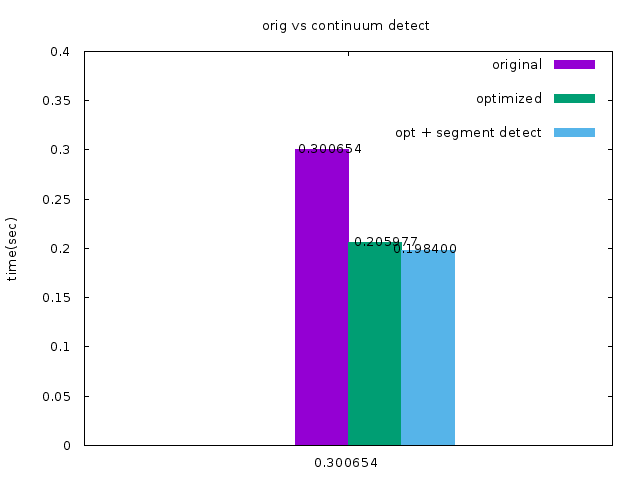 orig vs continuum detect
0.4
0.35
0.3
0.25
0.2
0.15
0.1
0.05
0
time(sec)
original
optimized
opt + segment detect
0.300654
0.205977
0.198400
0.300654